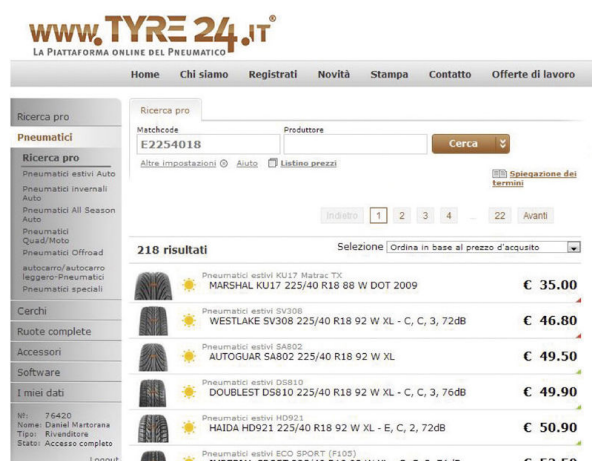 www.TYRE24.IT®
LA PIATTAFORMA ONLINE DEL PNEUMATICO
Home Chi siamo Registrati Novità Stampa Contatto Offerte di lavoro
Ricerca pro
Pneumatici
Ricerca pro
Pneumatici estivi Auto
Pneumatici invernali
Auto
Pneumatici All Season
Auto
Pneumatici
Quad/Moto
Pneumatici Offroad
autocarro/autocarro
leggero-Pneumatici
Pneumatici speciali
Cerchi
Ruote complete
Accessori
Software
I miei dati
N°: 76420
Nome: Daniel Martorana
Tipo: Rivenditore
Stato: Accesso completo
Logout
Ricerca pro
Matchcode Produttore
E2254018 Cerca
Altre impostazioni Aiuto Listino prezzi
Spiegazione dei
termini
indietro 1 2 3 4 ... 22 Avanti
218 risultati Selezione Ordina in base al prezzo d'acqusito
Pneumatici estivi KU17 Matrac TX
MARSHAL KU17 225/40 R18 88 W DOT 2009 € 35.00
Pneumatici estivi SV308
WESTLAKE SV308 225/40 R18 92 W XL - C, C, 3, 72dB € 46.80
Pneumatici estivi SA802
AUTOGUAR SA802 225/40 R18 92 W XL € 49.50
Pneumatici estivi DS810
DOUBLEST DS810 225/40 R18 92 W XL - C, C, 3, 76dB € 49.90
Pneumatici estivi HD921
HAIDA HD921 225/40 R18 92 W XL - E, C, 2, 72dB € 50.90
Pneumatici estivi ECO SPORT (F105)